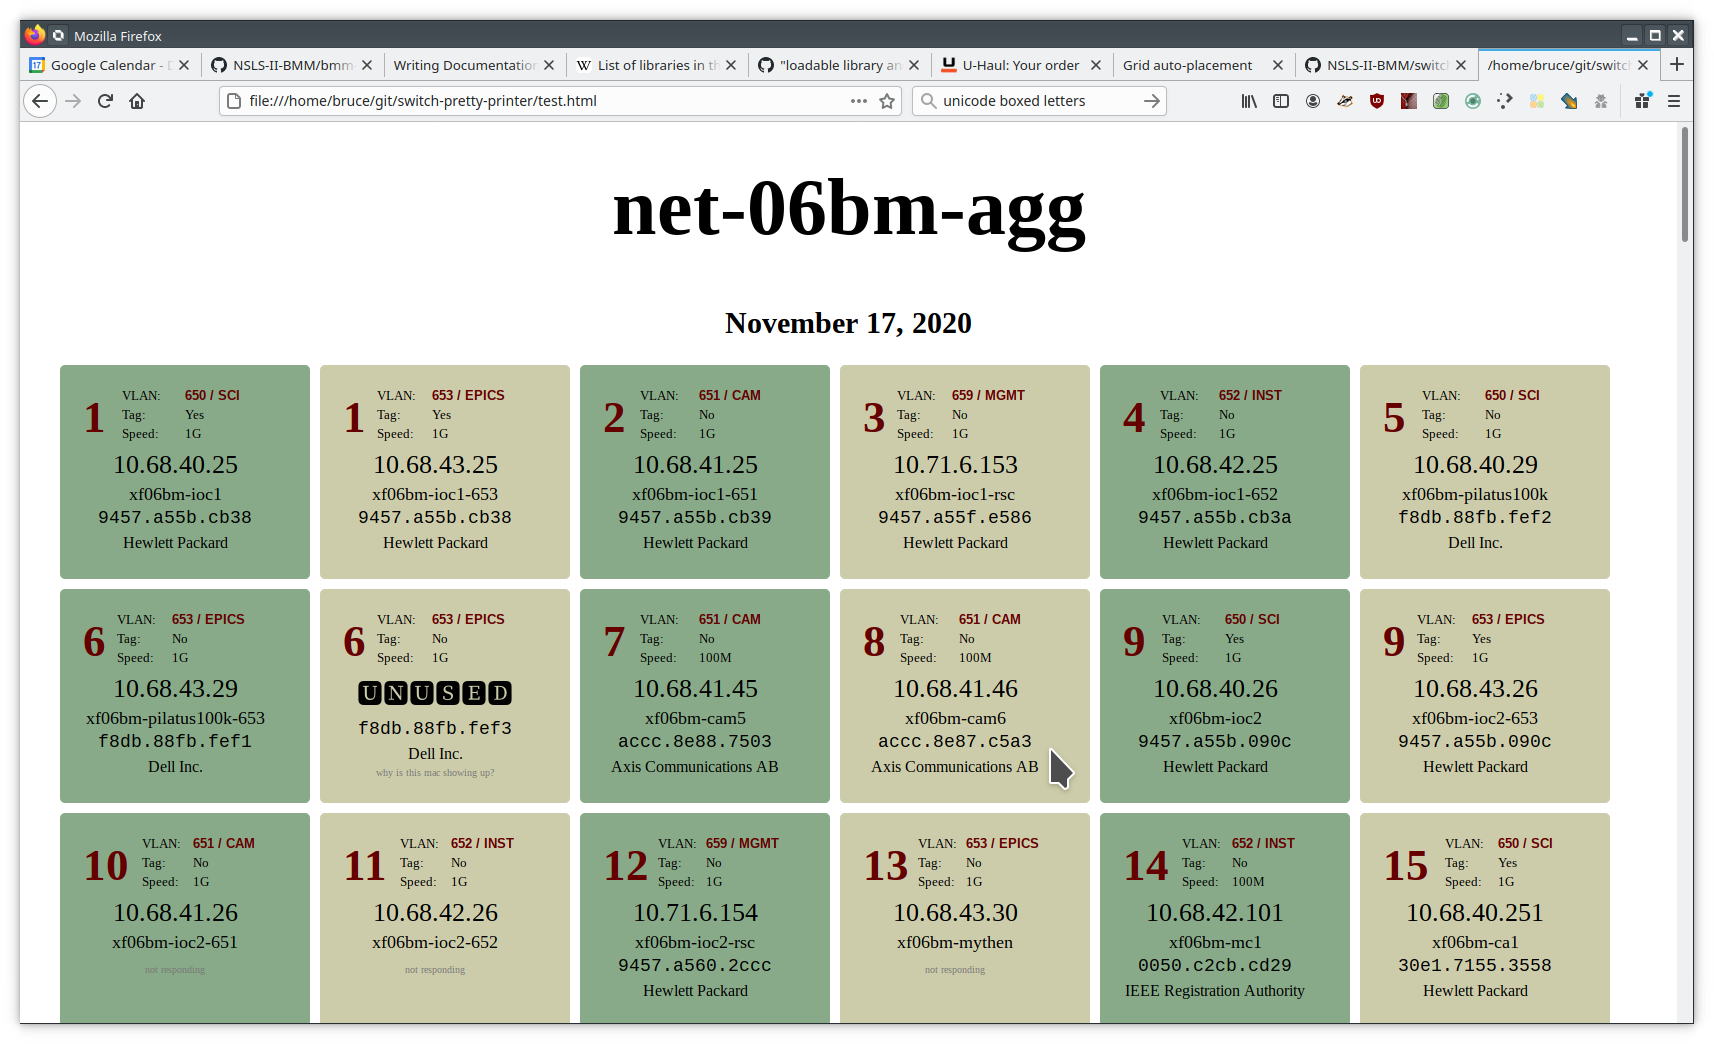 Mozilla Firefox
Google Calendar - 
NSLS-II-BMM/bmm-
Writing Documentation
List of libraries in th
"loadable library an
U-Haul: Your order
Grid auto-placement
NSLS-II-BMM/switc
/home/bruce/git/switch
file:///home/bruce/git/switch-pretty-printer/test.html
unicode boxed letters
net-06bm-agg
November 17, 2020
1
VLAN: 650 / SCI
Tag: Yes
Speed: 1G
10.68.40.25
xf06bm-ioc1
9457.a55b.cb38
Hewlett Packard
1
VLAN: 653 / EPICS
Tag: Yes
Speed: 1G
10.68.43.25
xf06bm-ioc1-653
9457.a55b.cb38
Hewlett Packard
2
VLAN: 651 / CAM
Tag: No
Speed: 1G
10.68.41.25
xf06bm-ioc1-651
9457.a55b.cb39
Hewlett Packard
3
VLAN: 659 / MGMT
Tag: No
Speed: 1G
10.71.6.153
xf06bm-ioc1-rsc
9457.a55f.e586
Hewlett Packard
4
VLAN: 652 / INST
Tag: No
Speed: 1G
10.68.42.25
xf06bm-ioc1-652
9457.a55b.cb3a
Hewlett Packard
5
VLAN: 650 / SCI
Tag: No
Speed: 1G
10.68.40.29
xf06bm-pilatus100k
f8db.88fb.fef2
Dell Inc.
6
VLAN: 653 / EPICS
Tag: No
Speed: 1G
10.68.43.29
xf06bm-pilatus100k-653
f8db.88fb.fef1
Dell Inc.
6
VLAN: 653 / EPICS
Tag: No
Speed: 1G
UNUSED
f8db.88fb.fef3
Dell Inc.
why is this mac showing up?
7
VLAN: 651 / CAM
Tag: No
Speed: 100M
10.68.41.45
xf06bm-cam5
accc.8e88.7503
Axis Communications AB
8
VLAN: 651 / CAM
Tag: No
Speed: 100M
10.68.41.46
xf06bm-cam6
accc.8e87.c5a3
Axis Communications AB
9
VLAN: 650 / SCI
Tag: Yes
Speed: 1G
10.68.40.26
xf06bm-ioc2
9457.a55b.090c
Hewlett Packard
9
VLAN: 653 / EPICS
Tag: Yes
Speed: 1G
10.68.43.26
xf06bm-ioc2-653
9457.a55b.090c
Hewlett Packard
10
VLAN: 651 / CAM
Tag: No
Speed: 1G
10.68.41.26
xf06bm-ioc2-651
not responding
11
VLAN: 652 / INST
Tag: No
Speed: 1G
10.68.42.26
xf06bm-ioc2-652
not responding
12
VLAN: 659 / MGMT
Tag: No
Speed: 1G
10.71.6.154
xf06bm-ioc2-rsc
9457.a560.2ccc
Hewlett Packard
13
VLAN: 653 / EPICS
Tag: No
Speed: 1G
10.68.43.30
xf06bm-mythen
not responding
14
VLAN: 652 / INST
Tag: No
Speed: 100M
10.68.42.101
xf06bm-mc1
0050.c2cb.cd29
IEEE Registration Authority
15
VLAN: 650 / SCI
Tag: Yes
Speed: 1G
10.68.40.251
xf06bm-ca1
30e1.7155.3558
Hewlett Packard